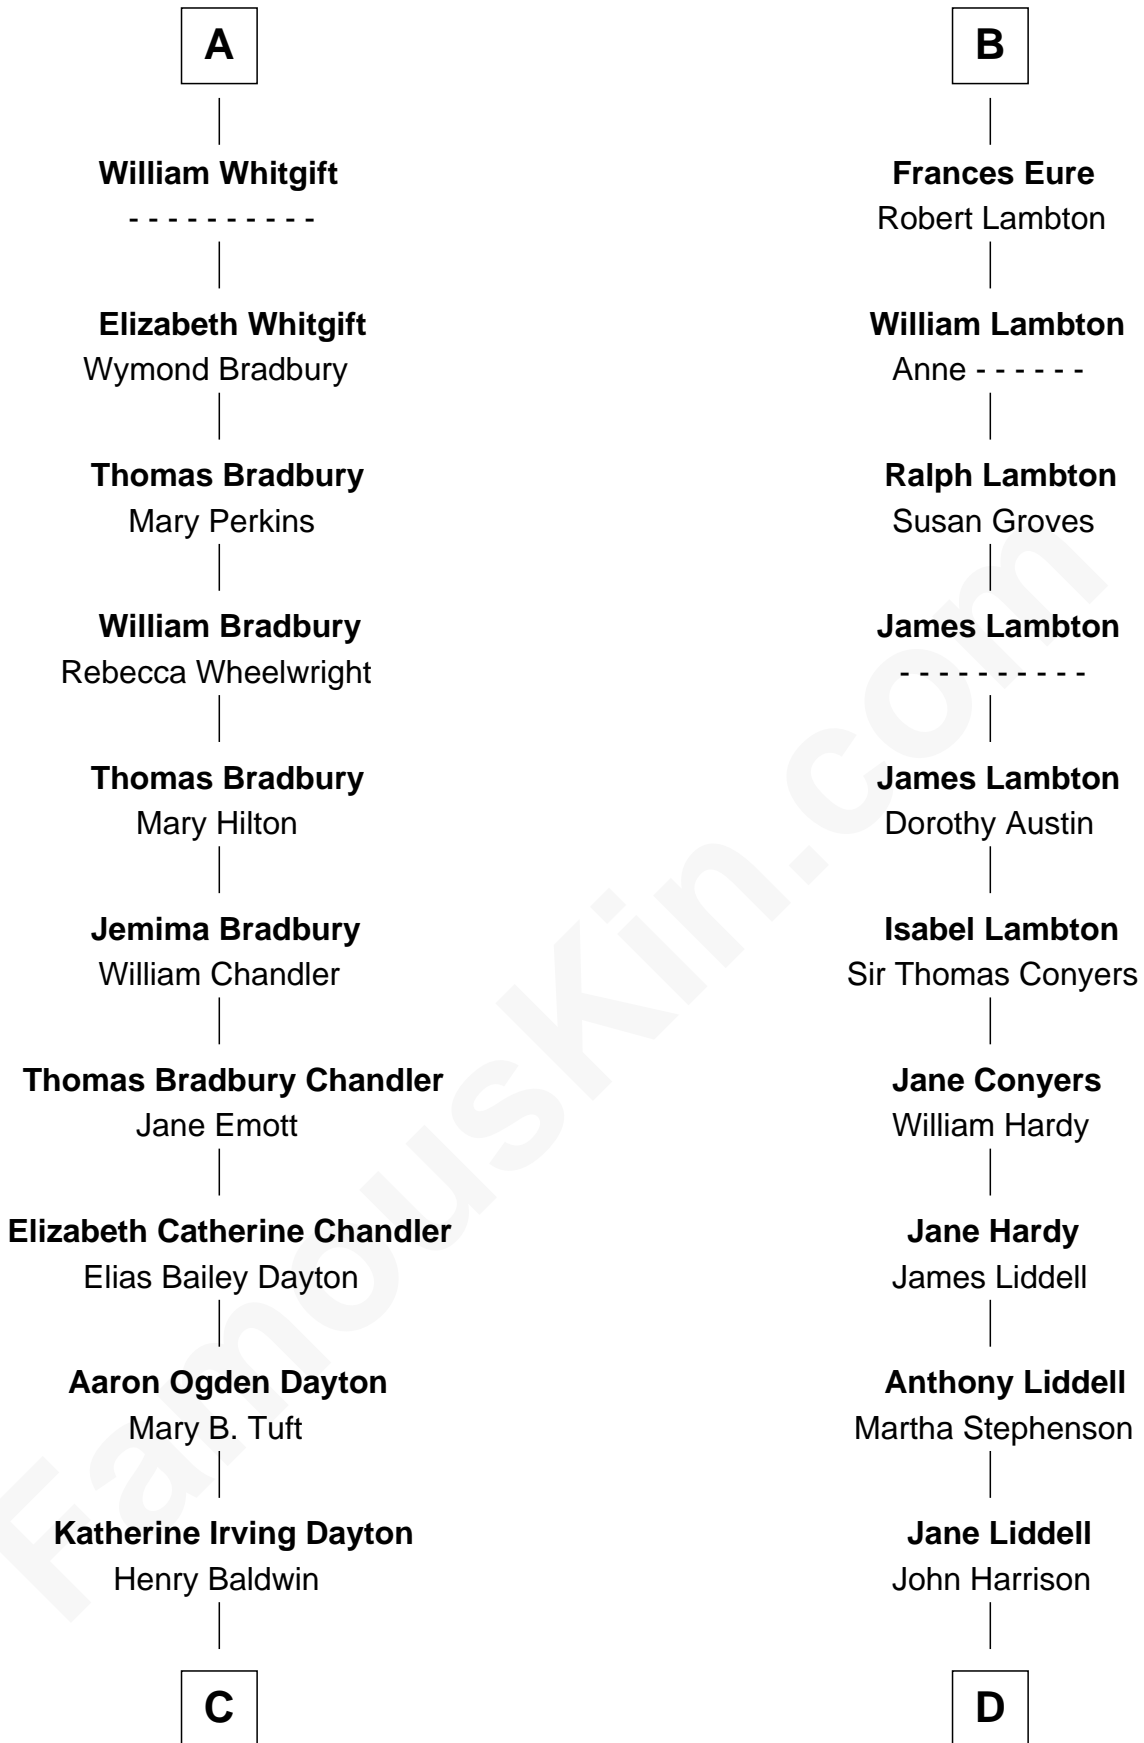 A
William Whitgift
- - - - - - - - - -
Elizabeth Whitgift
Wymond Bradbury
Thomas Bradbury
Mary Perkins
William Bradbury
Rebecca Wheelwright
Thomas Bradbury
Mary Hilton
Jemima Bradbury
William Chandler
Thomas Bradbury Chandler
Jane Emott
Elizabeth Catherine Chandler
Elias Bailey Dayton
Aaron Ogden Dayton
Mary B. Tuft
Katherine Irving Dayton
Henry Baldwin
C
B
Frances Eure
Robert Lambton
William Lambton
Anne - - - - - -
Ralph Lambton
Susan Groves
James Lambton
- - - - - - - - - -
James Lambton
Dorothy Austin
Isabel Lambton
Sir Thomas Conyers
Jane Conyers
William Hardy
Jane Hardy
James Liddell
Anthony Liddell
Martha Stephenson
Jane Liddell
John Harrison
D
FamousKin.com